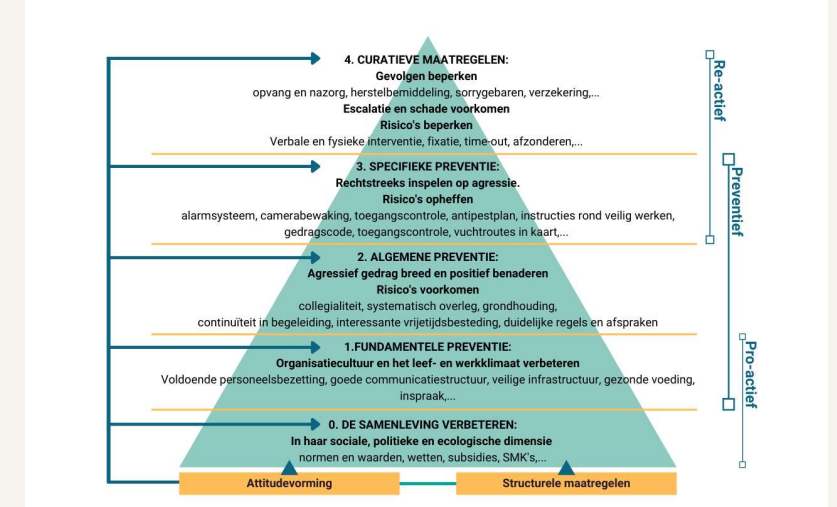 4. CURATIEVE MAATREGELEN:
Gevolgen beperken
opvang en nazorg, herstelbemiddeling, sorrygebaren, verzekering,...
Escalatie en schade voorkomen
Risico's beperken
Verbale en fysieke interventie, fixatie, time-out, afzonderen,...
3. SPECIFIEKE PREVENTIE:
Rechtstreeks inspelen op agressie.
Risico's opheffen
alarmsysteem, camerabewaking, toegangscontrole, antipestplan, instructies rond veilig werken,
gedragscode, toegangscontrole, vuchtroutes in kaart,...
2. ALGEMENE PREVENTIE:
Agressief gedrag breed en positief benaderen
Risico's voorkomen
collegialiteit, systematisch overleg, grondhouding,
continuïteit in begeleiding, interessante vrijetijdsbesteding, duidelijke regels en afspraken
1.FUNDAMENTELE PREVENTIE:
Organisatiecultuur en het leef- en werkklimaat verbeteren
Voldoende personeelsbezetting, goede communicatiestructuur, veilige infrastructuur, gezonde voeding,
inspraak,...
0. DE SAMENLEVING VERBETEREN:
In haar sociale, politieke en ecologische dimensie
normen en waarden, wetten, subsidies, SMK's,...
Attitudevorming
Structurele maatregelen
Re-actief
Preventief
Pro-actief